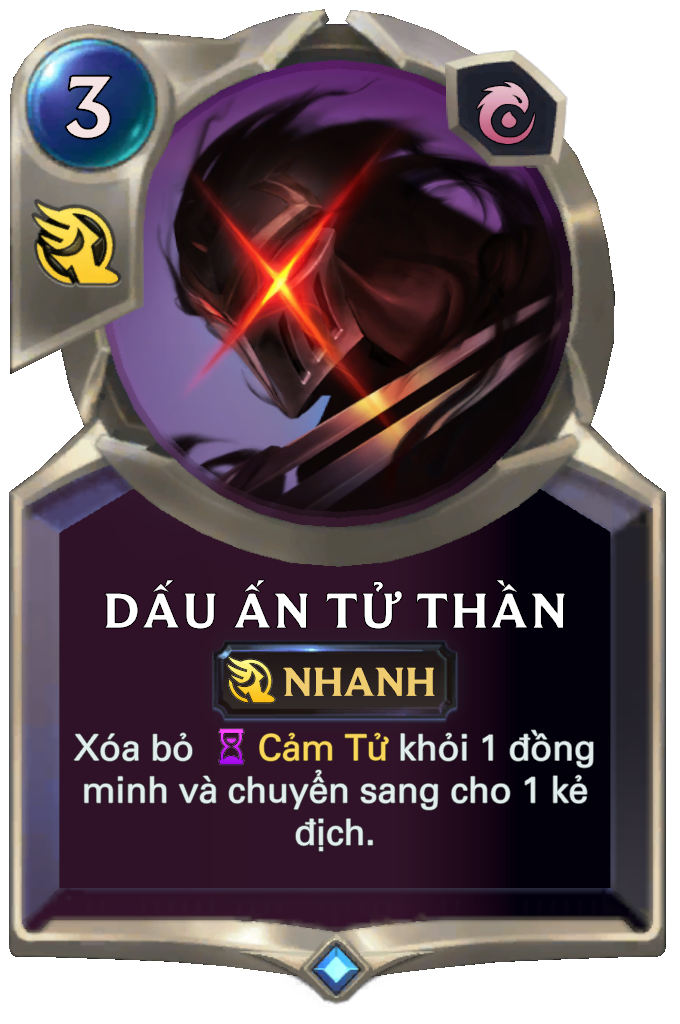 3
DẤU ẤN TỬ THẦN
NHANH
Xóa bỏ Cảm Tử khỏi 1 đồng
minh và chuyển sang cho 1 kẻ
địch.